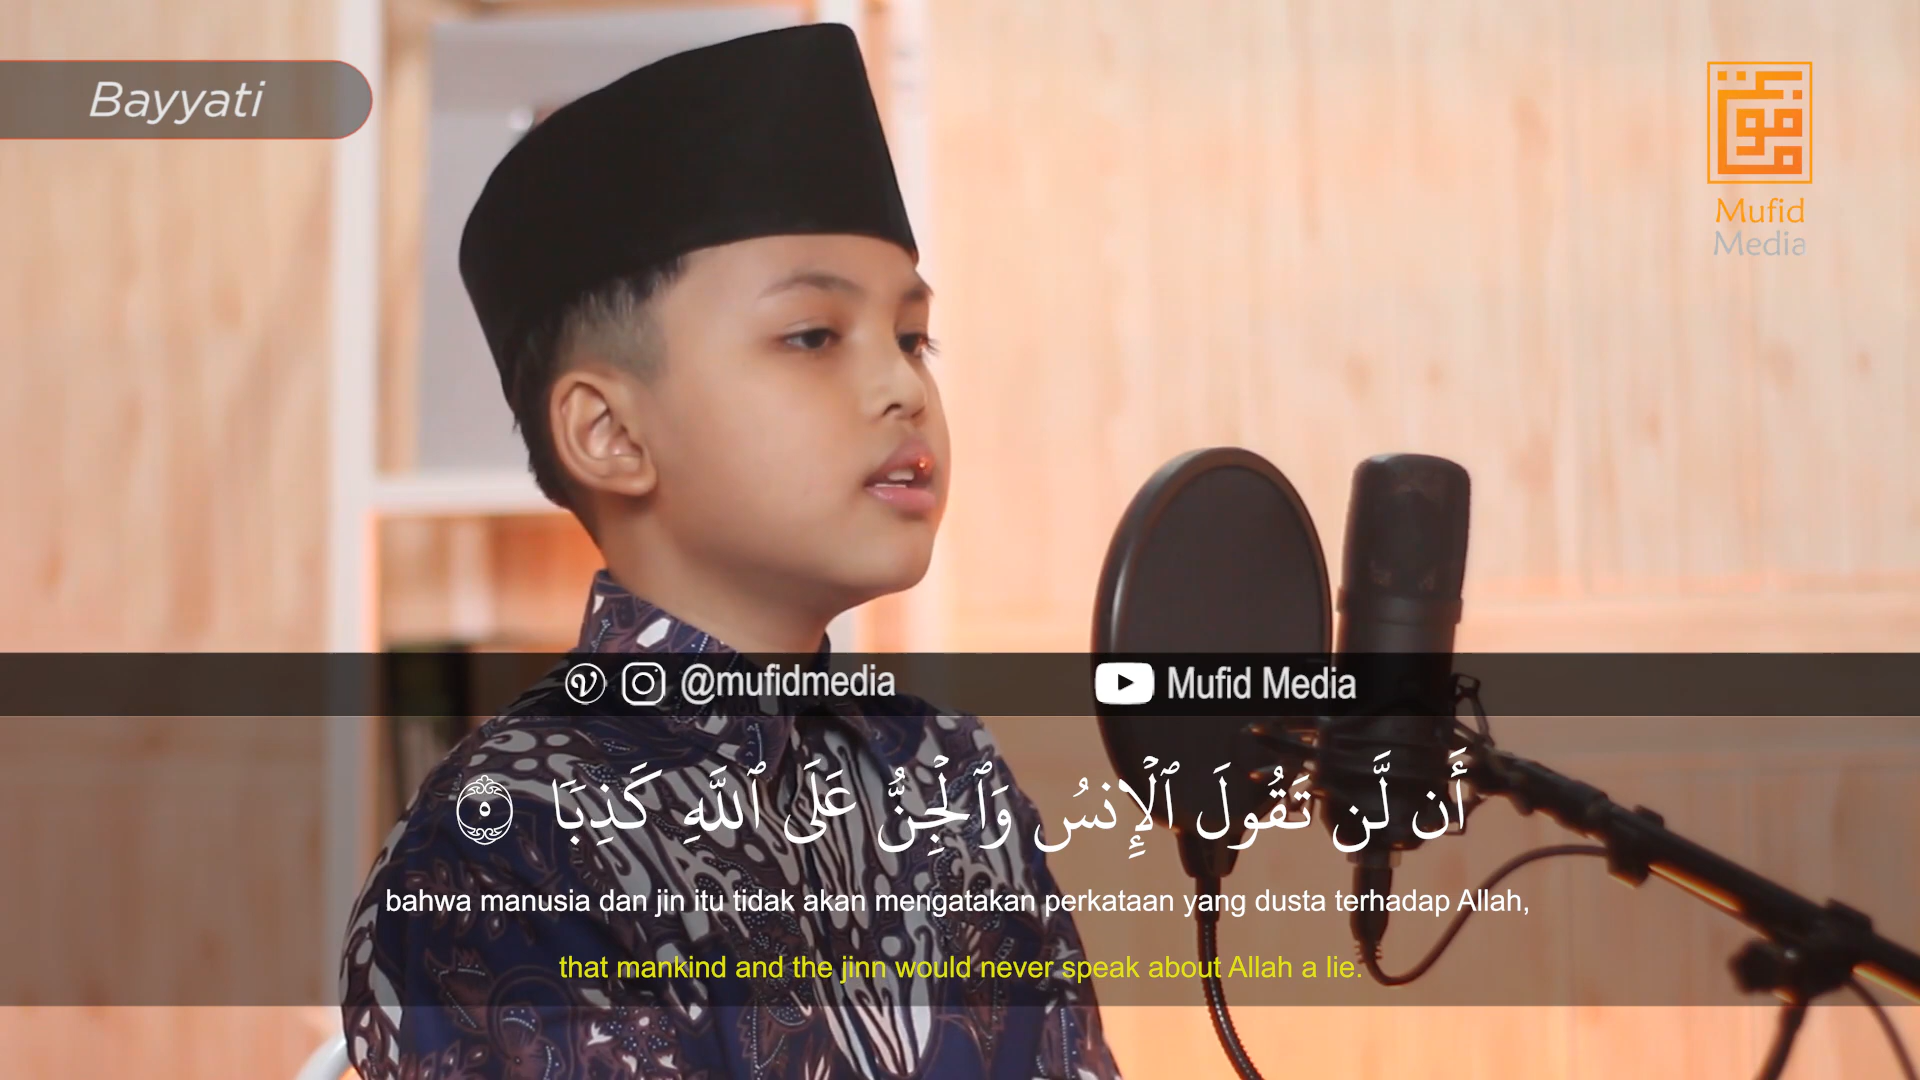 Bayyati
Mufid
Media
@mufidmedia
Mufid Media
أَن لَّن تَقُولَ ٱلْإِنسُ وَٱلْجِنُّ عَلَى ٱللَّهِ كَذِبًا ٥
bahwa manusia dan jin itu tidak akan mengatakan perkataan yang dusta terhadap Allah,
that mankind and the jinn would never speak about Allah a lie.